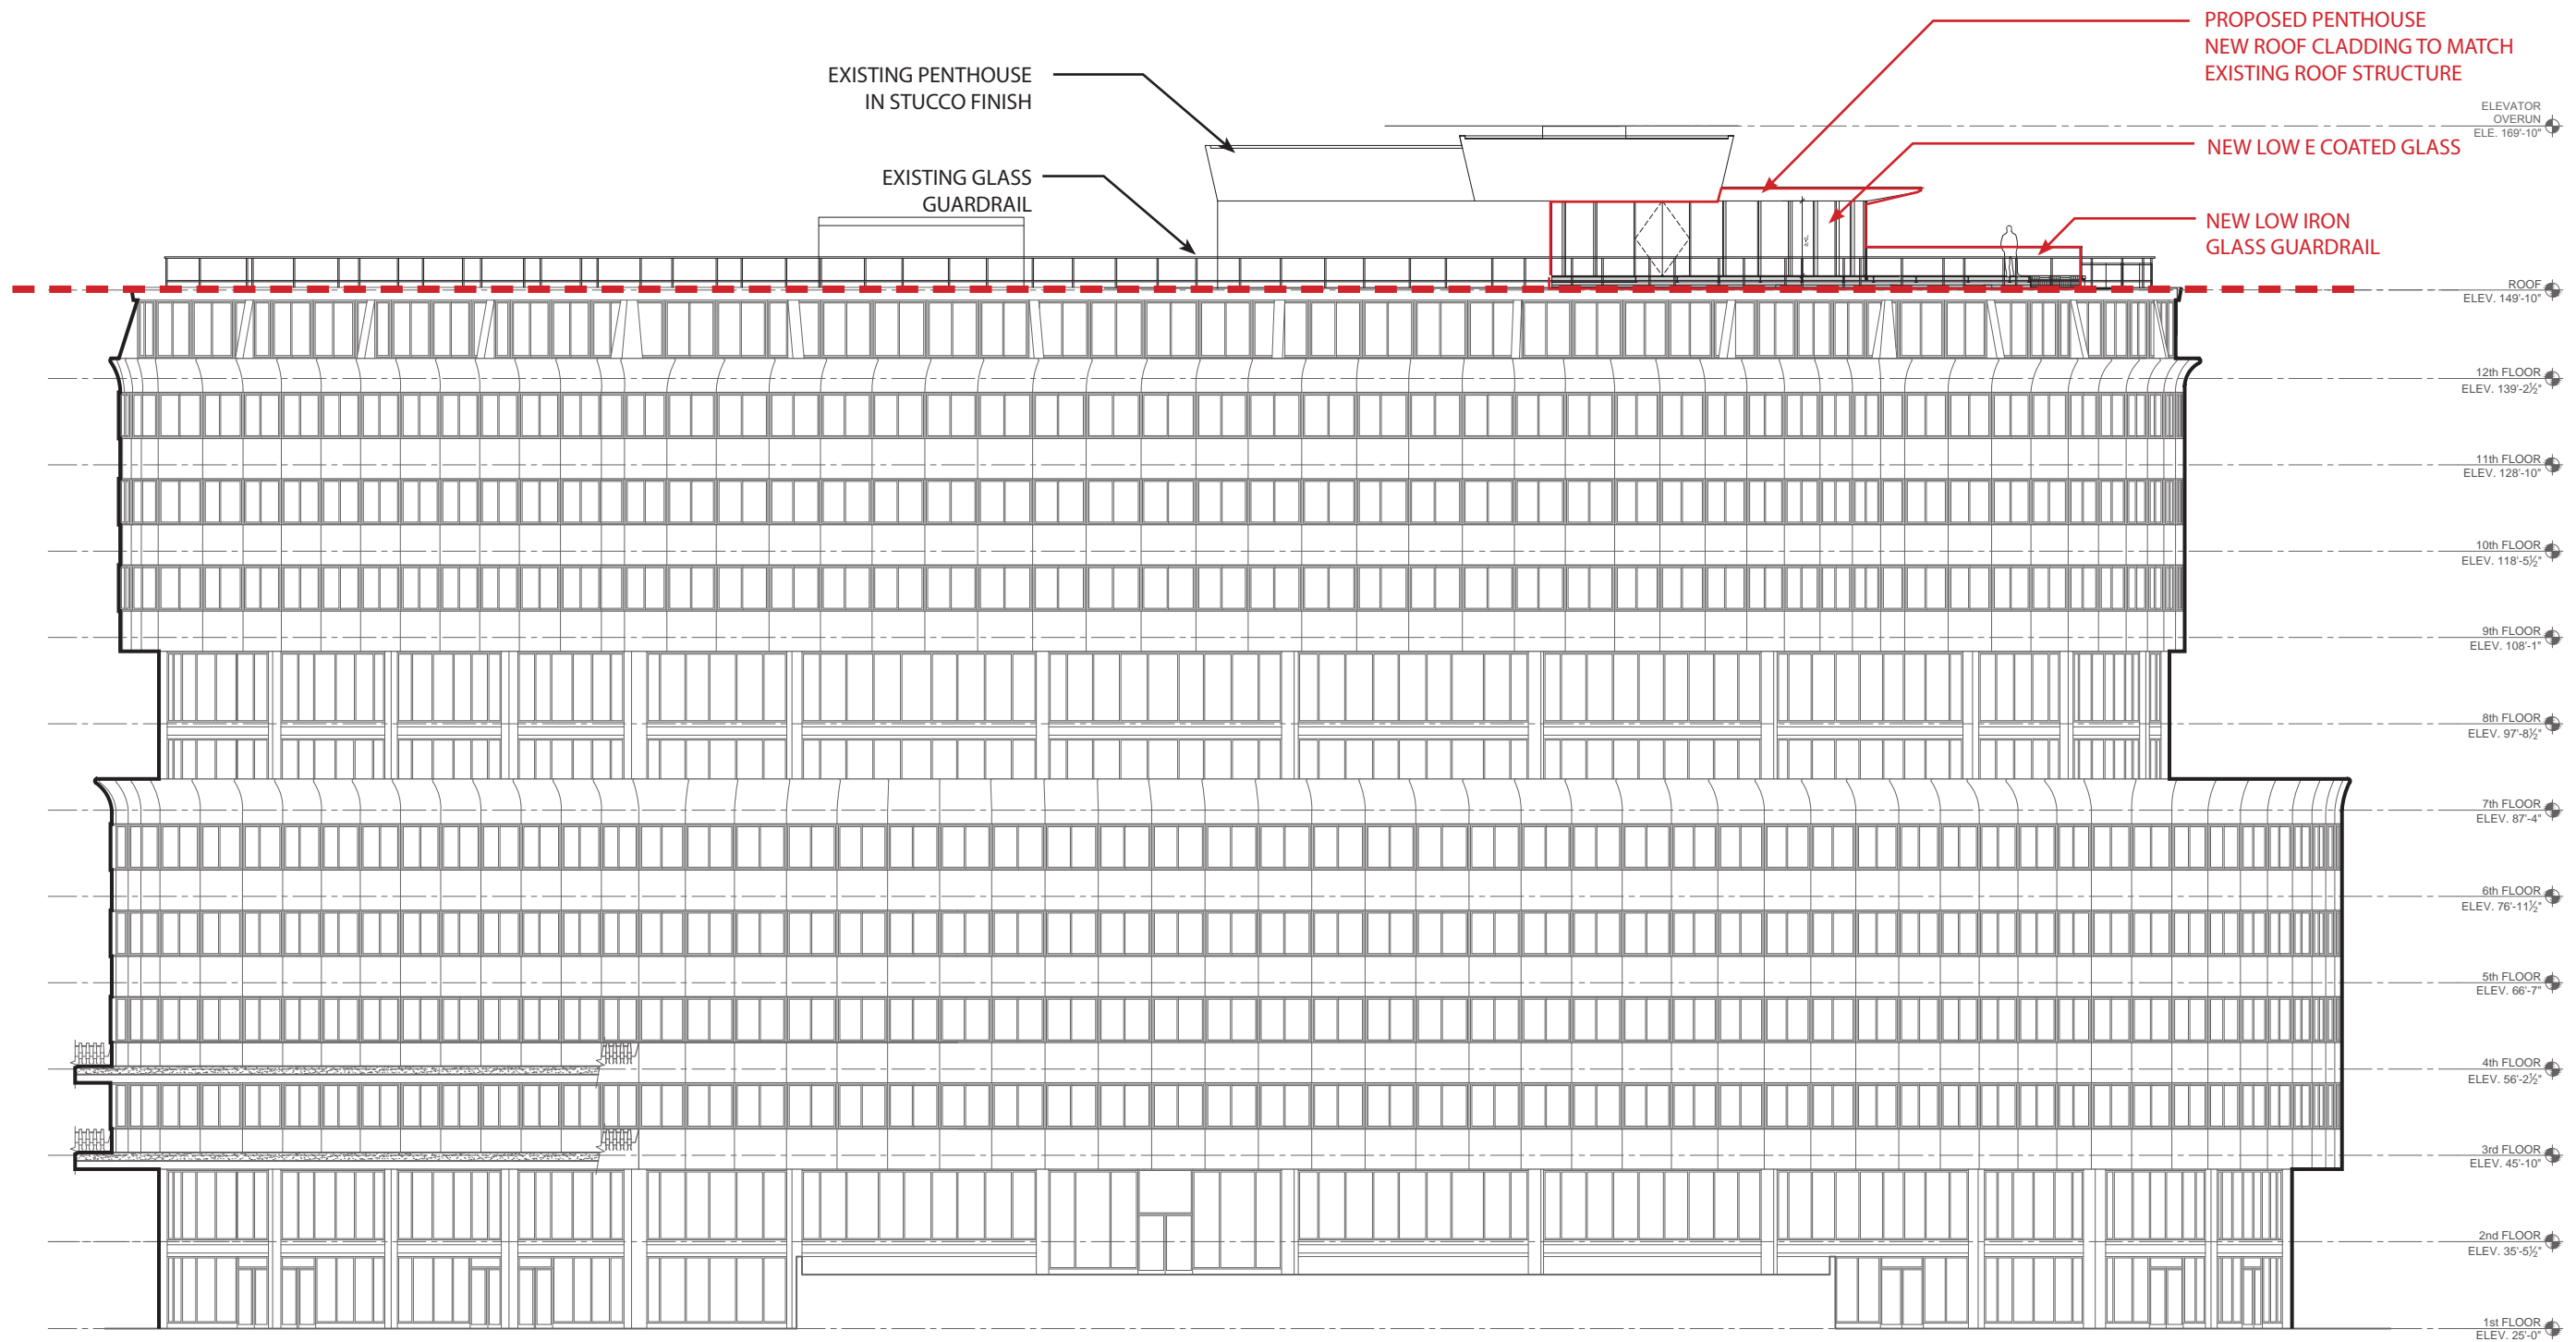 PROPOSED PENTHOUSE
NEW ROOF CLADDING TO MATCH
EXISTING ROOF STRUCTURE
EXISTING PENTHOUSE
IN STUCCO FINISH
ELEVATOR
OVERUN
ELE. 169'-10"
NEW LOW E COATED GLASS
EXISTING GLASS
GUARDRAIL
NEW LOW IRON
GLASS GUARDRAIL
ROOF
ELEV. 149'-10"
12th FLOOR
ELEV. 139'-2½"
11th FLOOR
ELEV. 128'-10"
10th FLOOR
ELEV. 118'-5½"
9th FLOOR
ELEV. 108'-1"
8th FLOOR
ELEV. 97'-8½"
7th FLOOR
ELEV. 87'-4"
6th FLOOR
ELEV. 76'-11½"
5th FLOOR
ELEV. 66'-7"
4th FLOOR
ELEV. 56'-2½"
3rd FLOOR
ELEV. 45'-10"
2nd FLOOR
ELEV. 35'-5½"
1st FLOOR
ELEV. 25'-0"